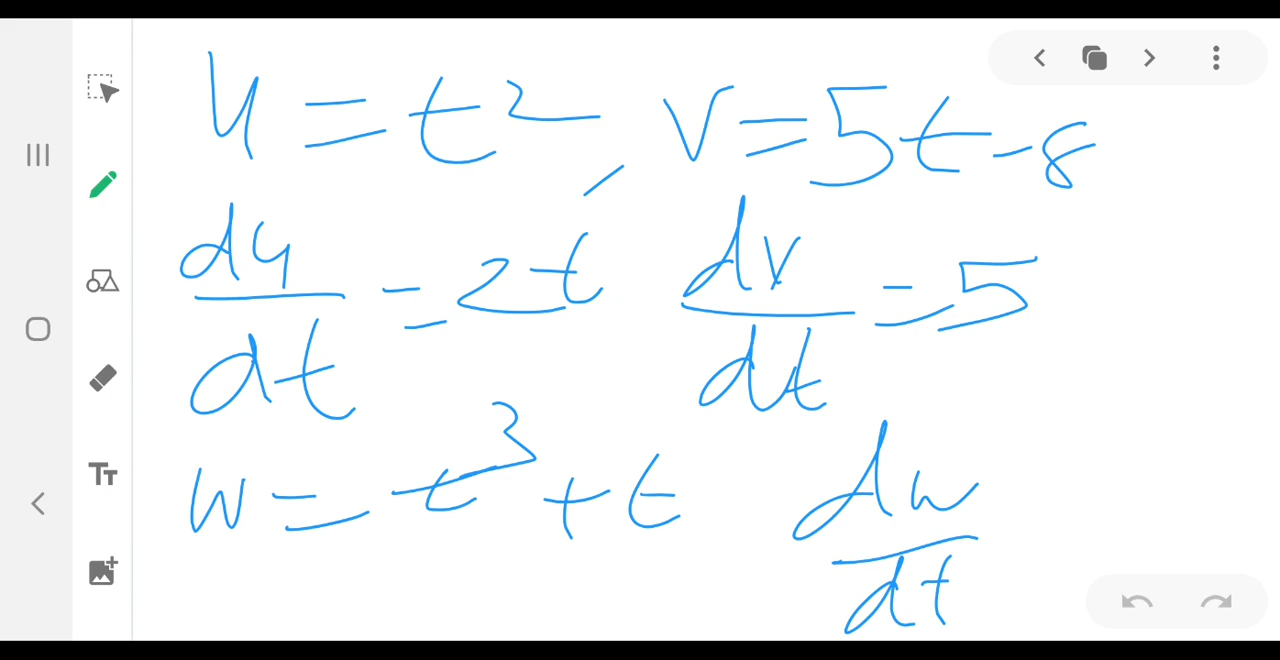 u = t², v = 5t - 8
du/dt = 2t dv/dt = 5
w = t³ + t dw/dt